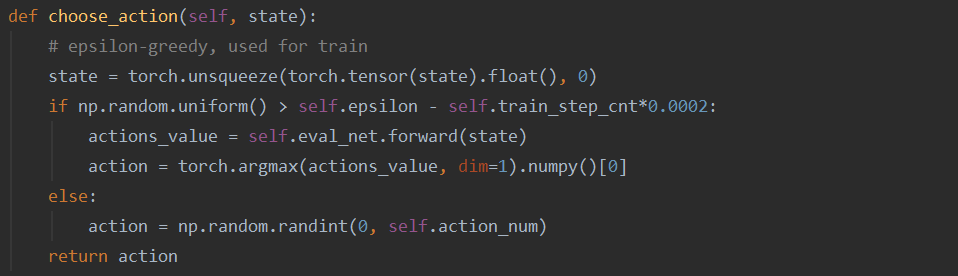 def choose_action(self, state):
# epsilon-greedy, used for train
state = torch.unsqueeze(torch.tensor(state).float(), 0)
if np.random.uniform() > self.epsilon - self.train_step_cnt*0.0002:
actions_value = self.eval_net.forward(state)
action = torch.argmax(actions_value, dim=1).numpy()[0]
else:
action = np.random.randint(0, self.action_num)
return action